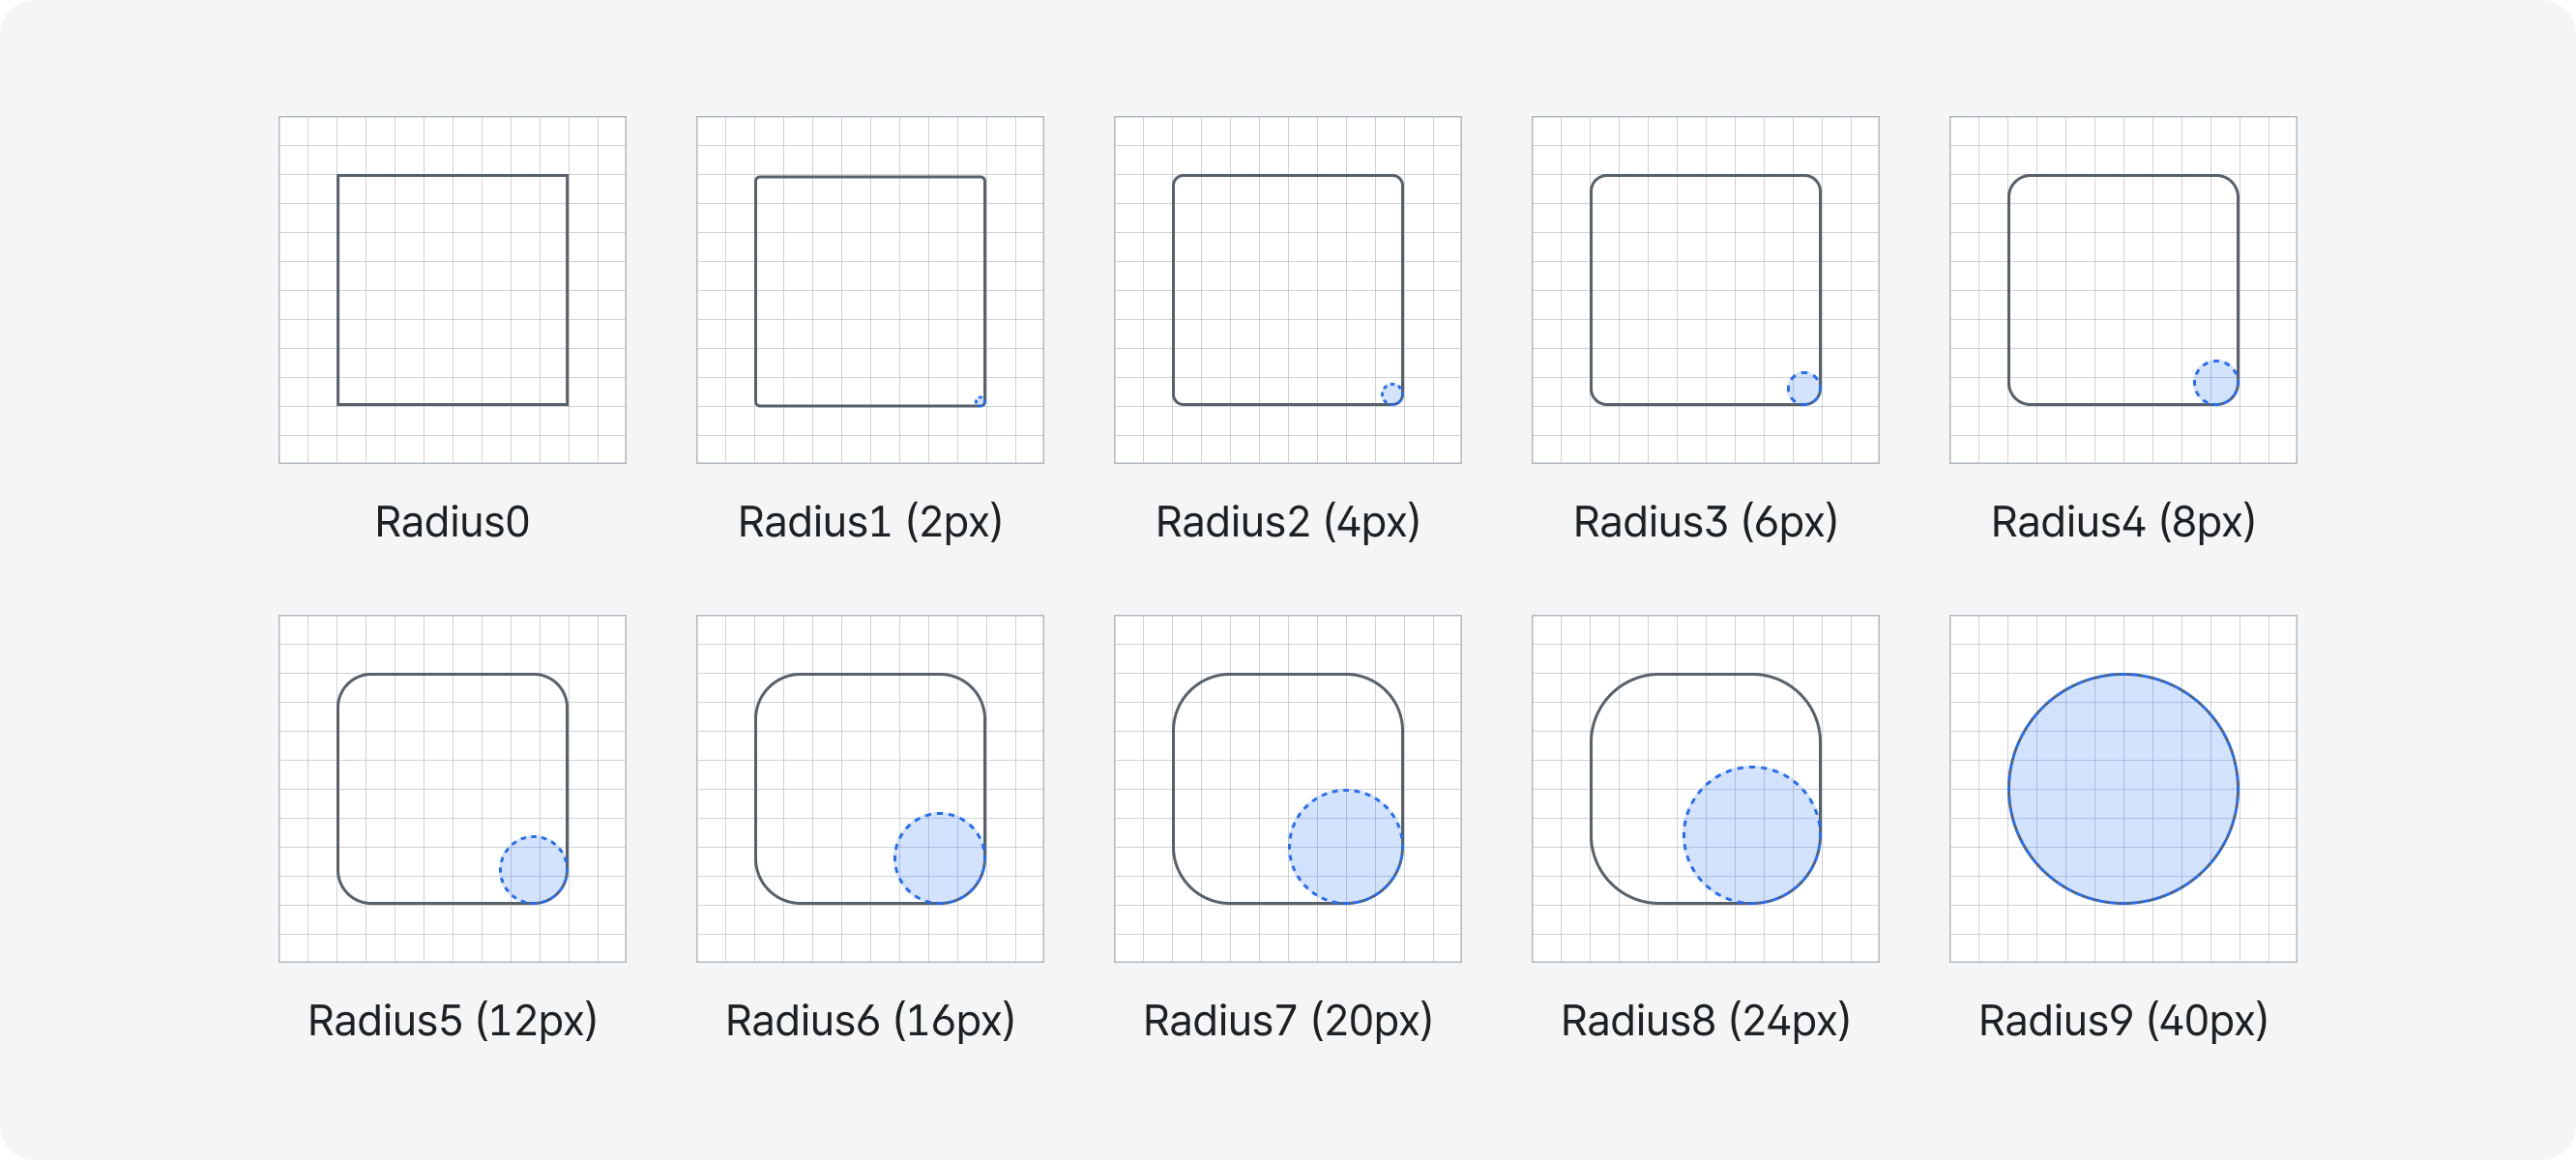 Radius0
Radius1 (2px)
Radius2 (4px)
Radius3 (6px)
Radius4 (8px)
Radius5 (12px)
Radius6 (16px)
Radius7 (20px)
Radius8 (24px)
Radius9 (40px)